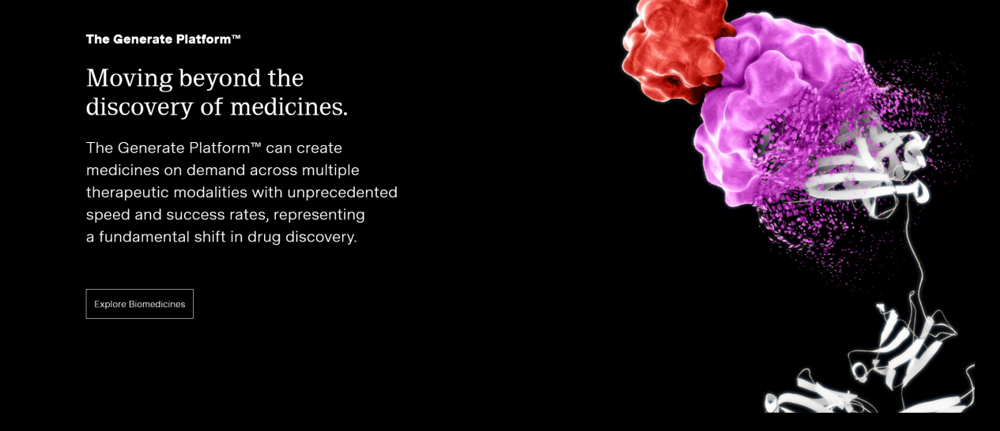 The Generate Platform™
Moving beyond the
discovery of medicines.
The Generate Platform™ can create
medicines on demand across multiple
therapeutic modalities with unprecedented
speed and success rates, representing
a fundamental shift in drug discovery.
Explore Biomedicines